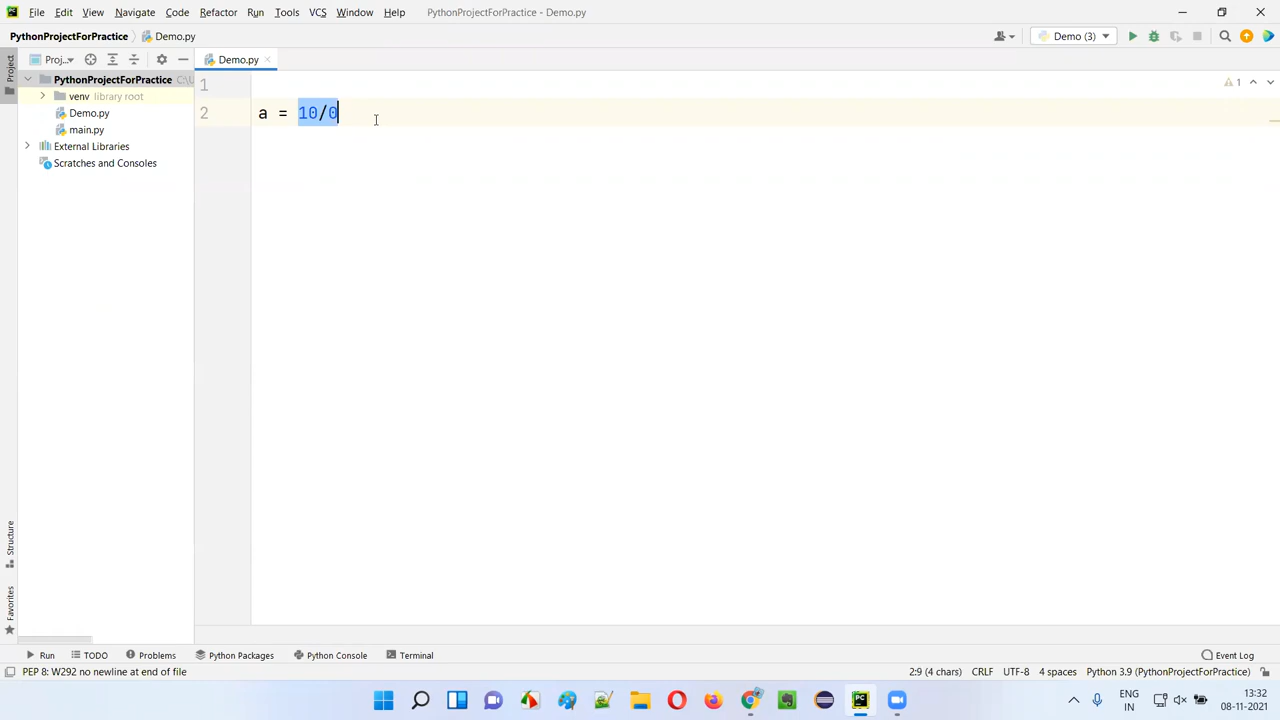 File Edit View Navigate Code Refactor Run Tools VCS Window Help PythonProjectForPractice - Demo.py
PythonProjectForPractice Demo.py Demo (3)
Proj... Demo.py
Project
PythonProjectForPractice C:\U
venv library root
Demo.py
main.py
External Libraries
Scratches and Consoles
1
2 a = 10/0
1
Structure
Favorites
Run TODO Problems Python Packages Python Console Terminal Event Log
PEP 8: W292 no newline at end of file 2:9 (4 chars) CRLF UTF-8 4 spaces Python 3.9 (PythonProjectForPractice)
PC
ENG 13:32
IN 08-11-2021